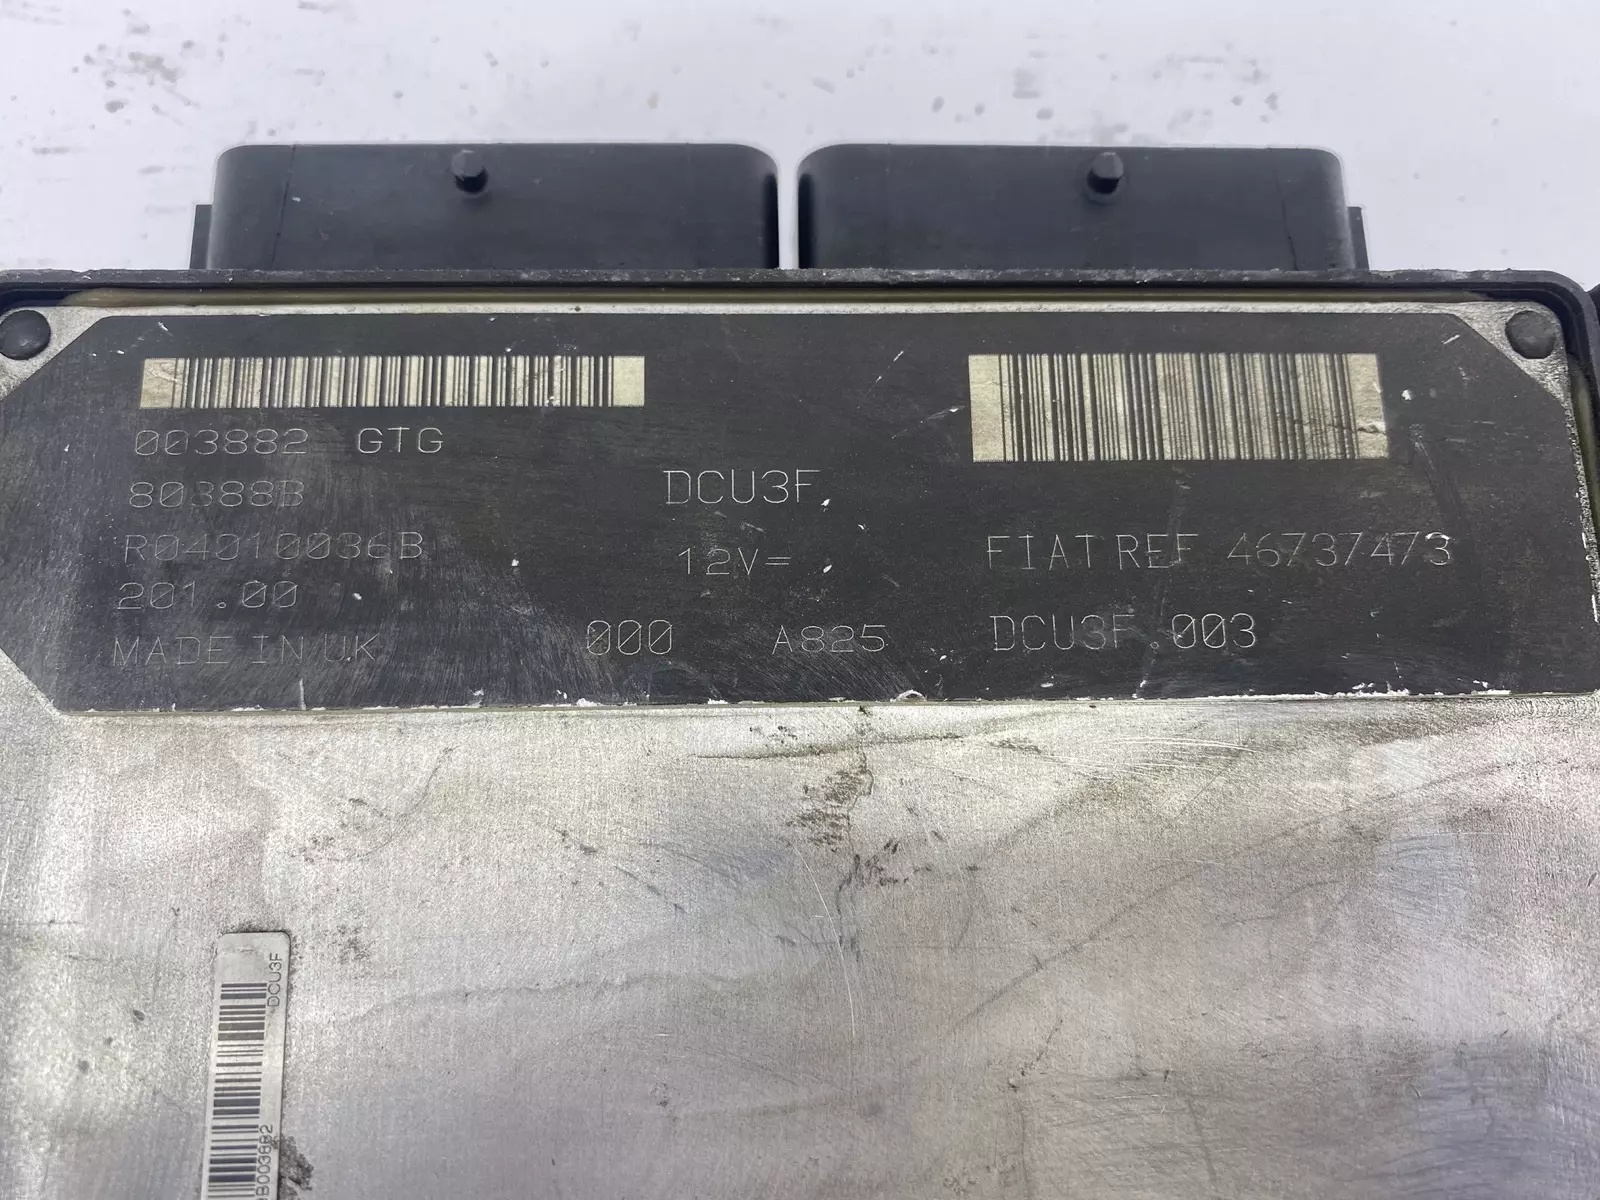 003882 GTG
80388B
DCU3F
R04010036B
12V=
FIAT REF 46737473
201.00
MADE IN UK
000
A825
DCU3F.003
DCU3F
B003882